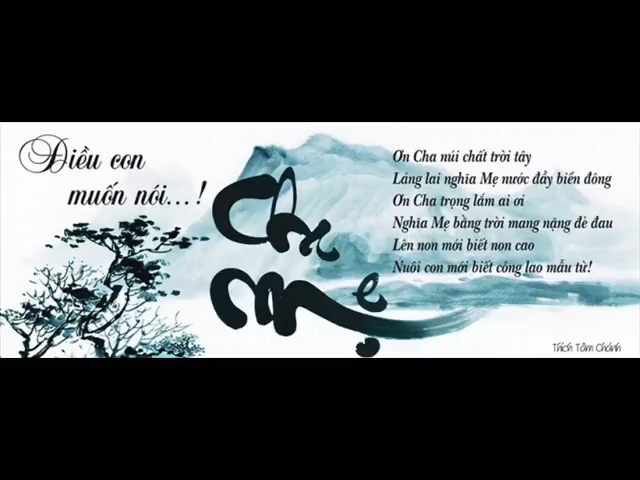 Điều con
muốn nói...!
Cha
Mẹ
Ơn Cha núi chất trời tây
Láng lai nghĩa Mẹ mước đầy biển đông
Ơn Cha trọng lắm ai ơi
Nghĩa Mẹ bằng trời mang nặng đẻ đau
Lên non mới biết non cao
Nuôi con mới biết công lao mẫu từ!
Thích Tâm Chánh